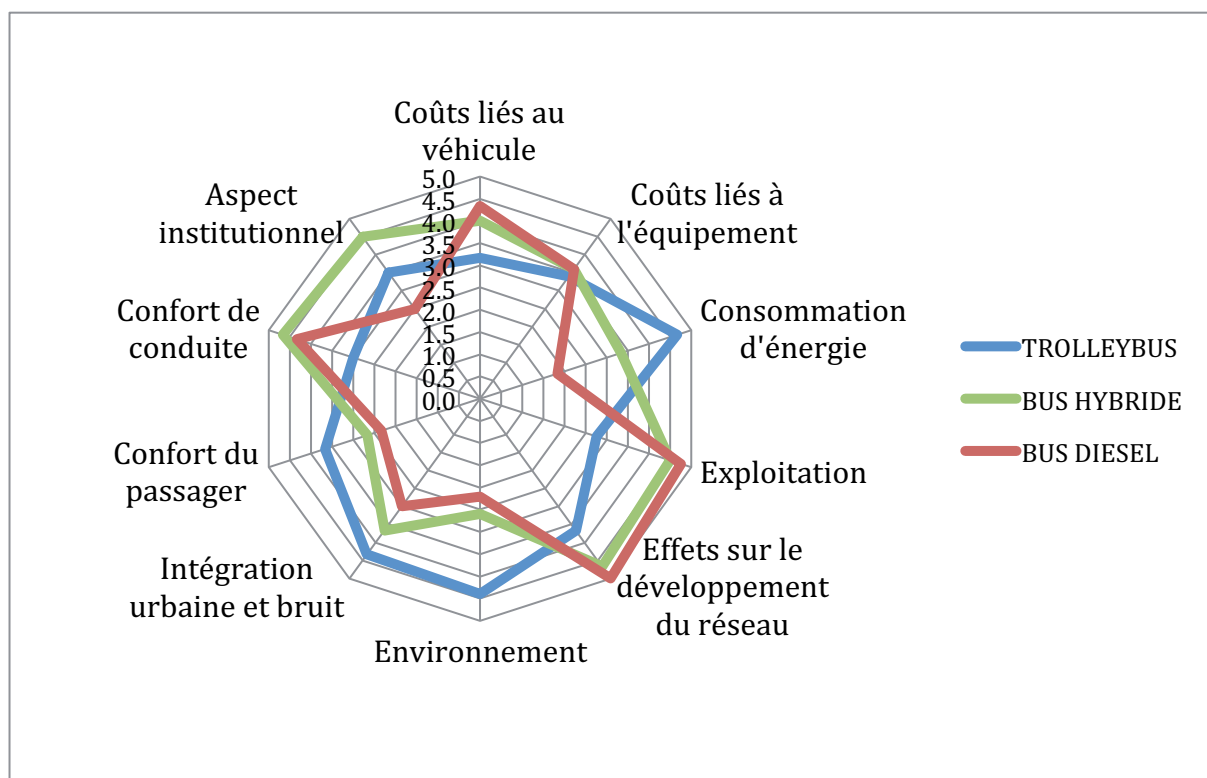 Coûts liés au
véhicule
Coûts liés à
l'équipement
Consommation
d'énergie
Exploitation
Effets sur le
développement
du réseau
Environnement
Intégration
urbaine et bruit
Confort du
passager
Confort de
conduite
Aspect
institutionnel
5.0
4.5
4.0
3.5
3.0
2.5
2.0
1.5
1.0
0.5
0.0
TROLLEYBUS
BUS HYBRIDE
BUS DIESEL